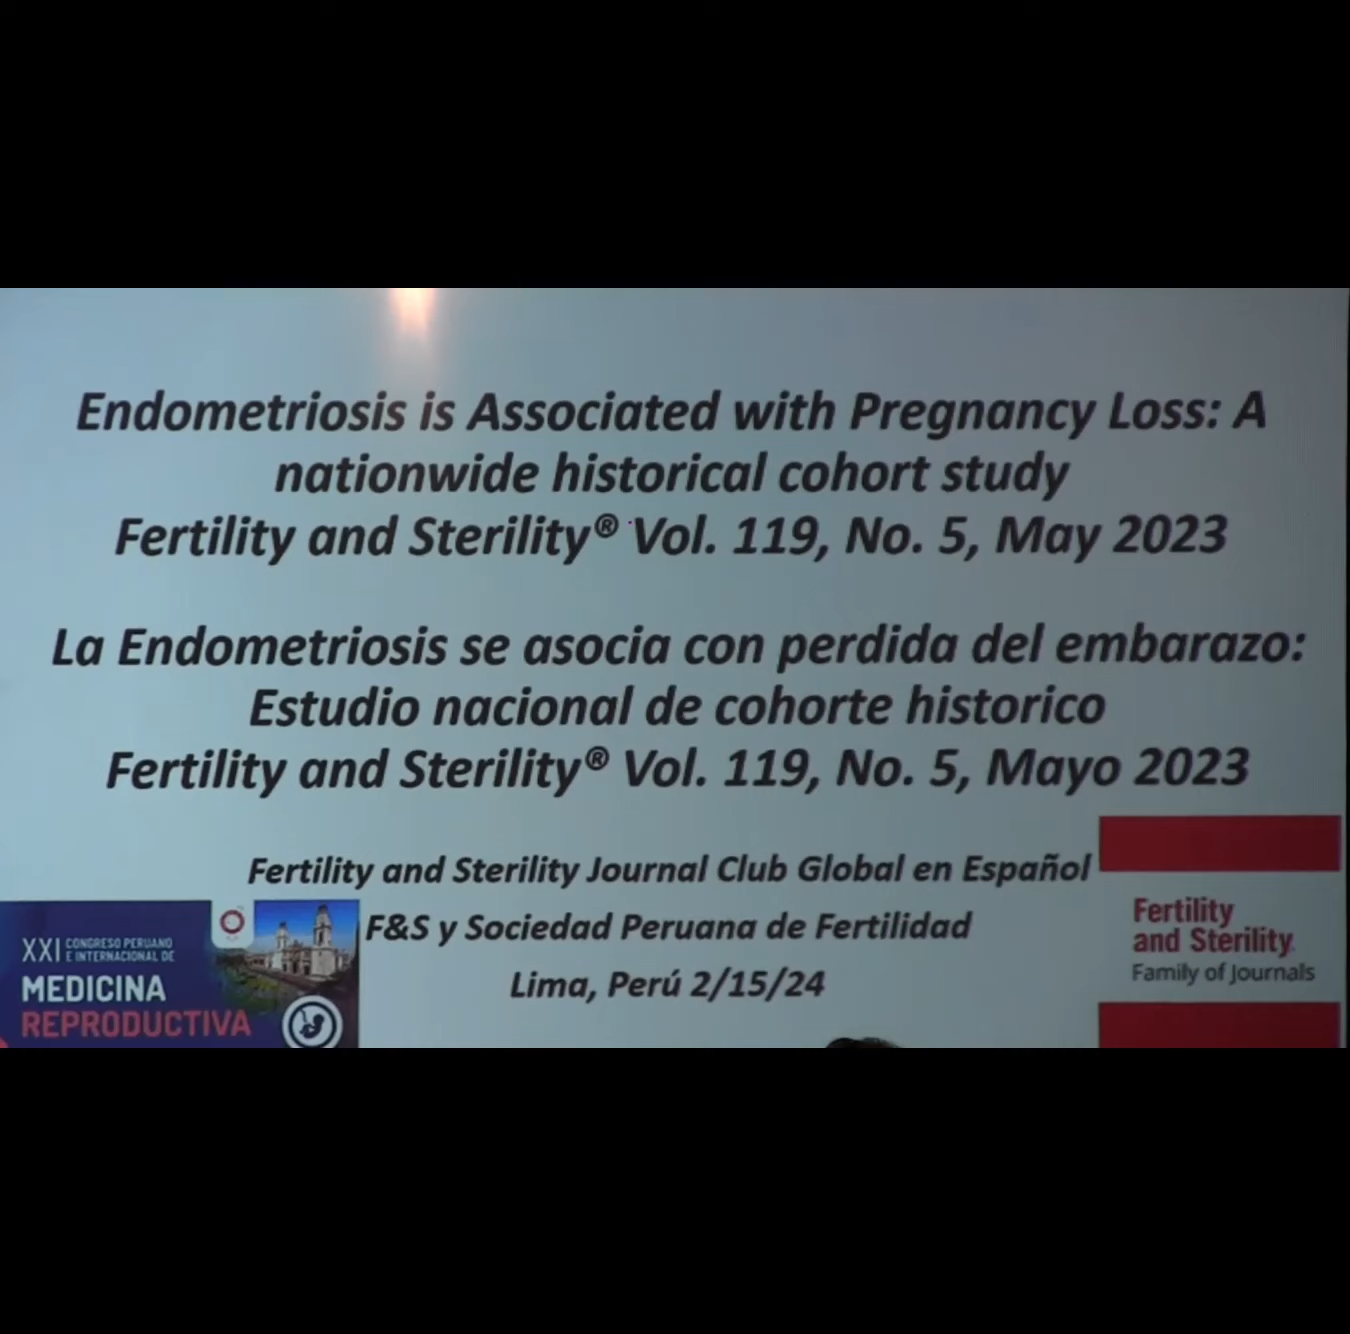 Endometriosis is Associated with Pregnancy Loss: A
nationwide historical cohort study
Fertility and Sterility® Vol. 119, No. 5, May 2023
La Endometriosis se asocia con perdida del embarazo:
Estudio nacional de cohorte historico
Fertility and Sterility® Vol. 119, No. 5, Mayo 2023
Fertility and Sterility Journal Club Global en Español
F&S y Sociedad Peruana de Fertilidad
Lima, Perú 2/15/24
XXI CONGRESO PERUANO
E INTERNACIONAL DE
MEDICINA
REPRODUCTIVA
Fertility
and Sterility
Family of Journals